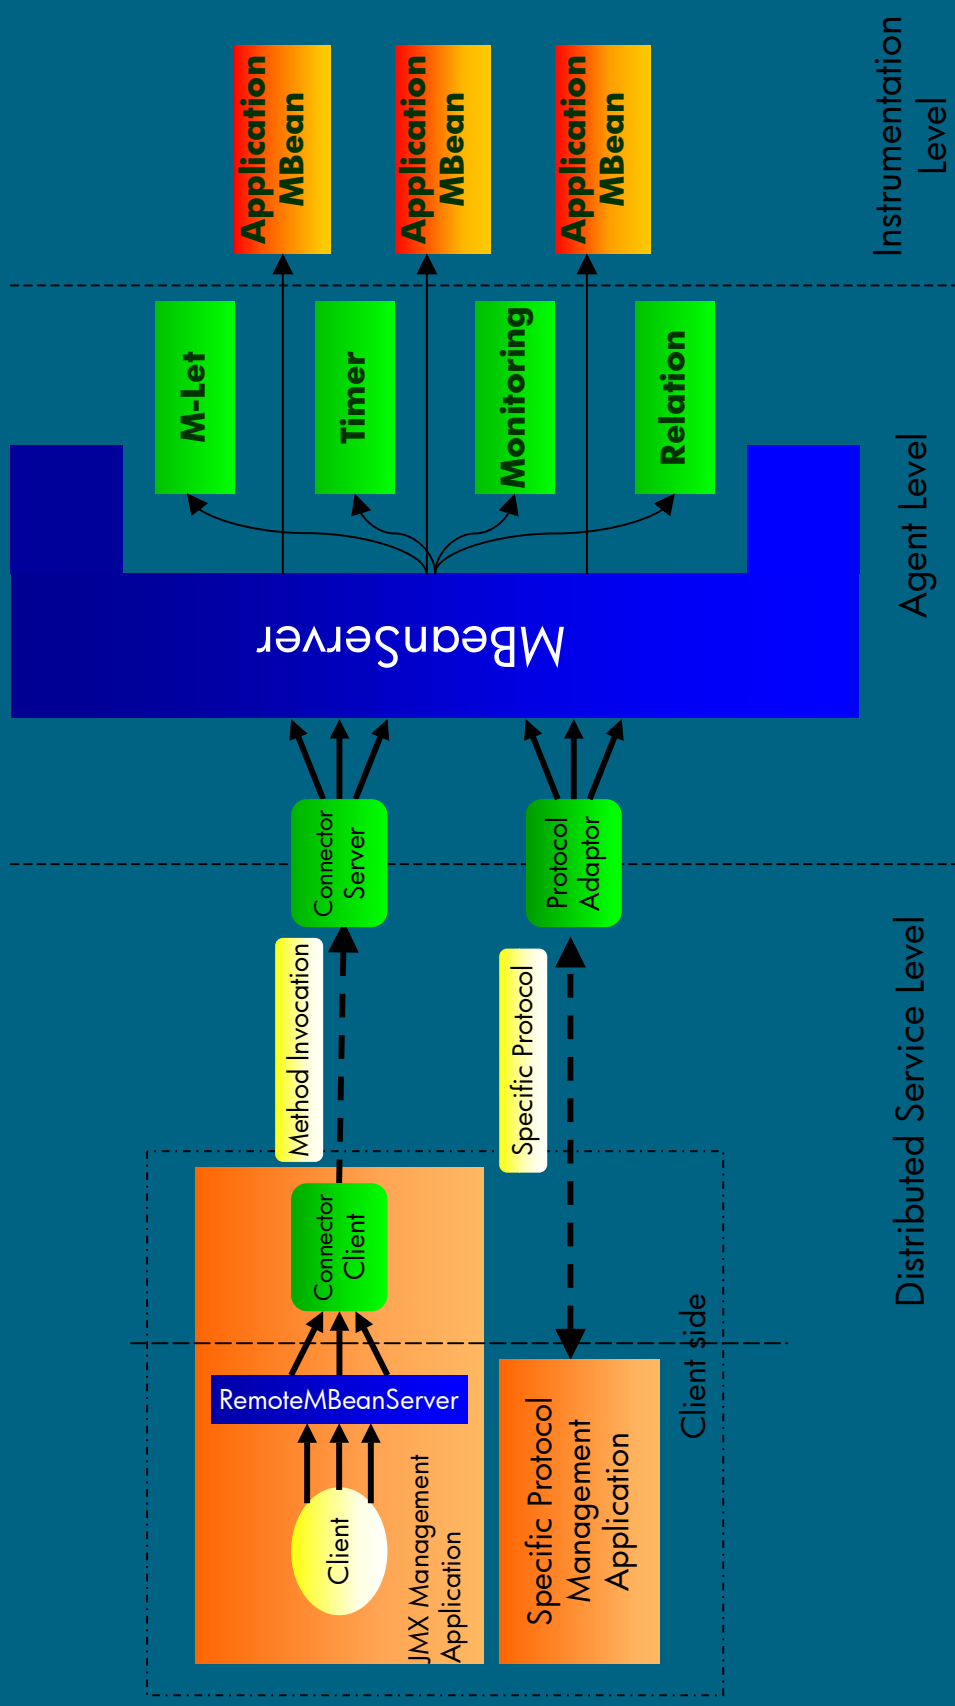 Application
MBean
Application
MBean
Application
MBean
Instrumentation
Level
M-Let
Timer
Monitoring
Relation
MBeanServer
Agent Level
Connector
Server
Protocol
Adaptor
Method Invocation
Specific Protocol
Distributed Service Level
Connector
Client
RemoteMBeanServer
Client
JMX Management
Application
Specific Protocol
Management
Application
Client side